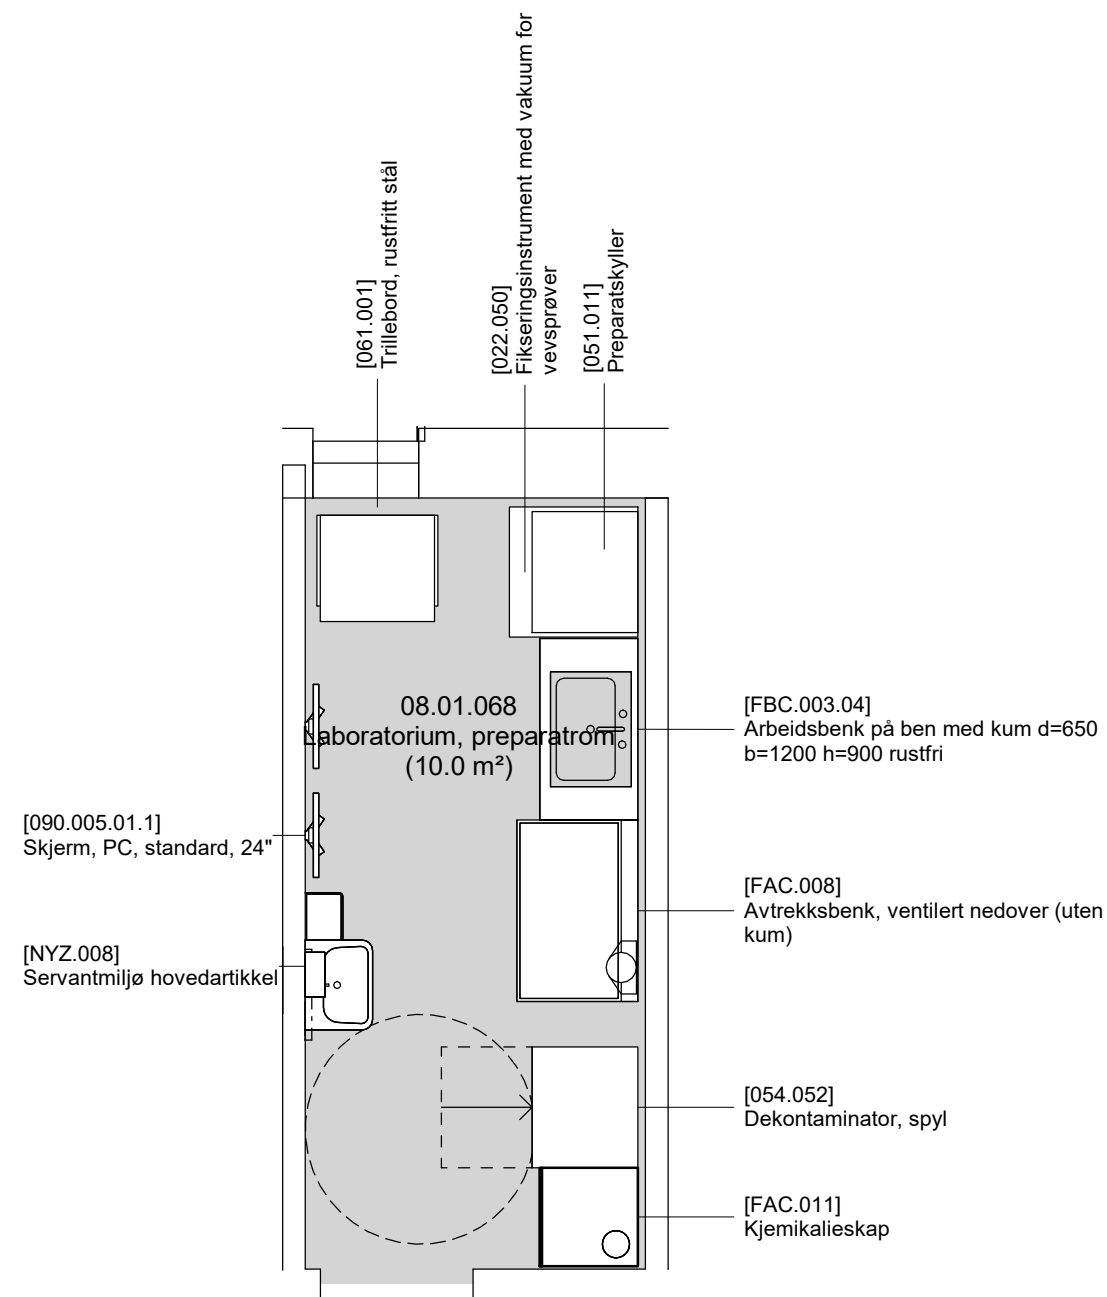 [061.001]
Trillebord, rustfritt stål
[022.050]
Fikseringsinstrument med vakuum for
vevsprøver
[051.011]
Preparatskyller
08.01.068
Laboratorium, preparatrom
(10.0 m²)
[FBC.003.04]
Arbeidsbenk på ben med kum d=650
b=1200 h=900 rustfri
[090.005.01.1]
Skjerm, PC, standard, 24"
[FAC.008]
Avtrekksbenk, ventilert nedover (uten
kum)
[NYZ.008]
Servantmiljø hovedartikkel
[054.052]
Dekontaminator, spyl
[FAC.011]
Kjemikalieskap